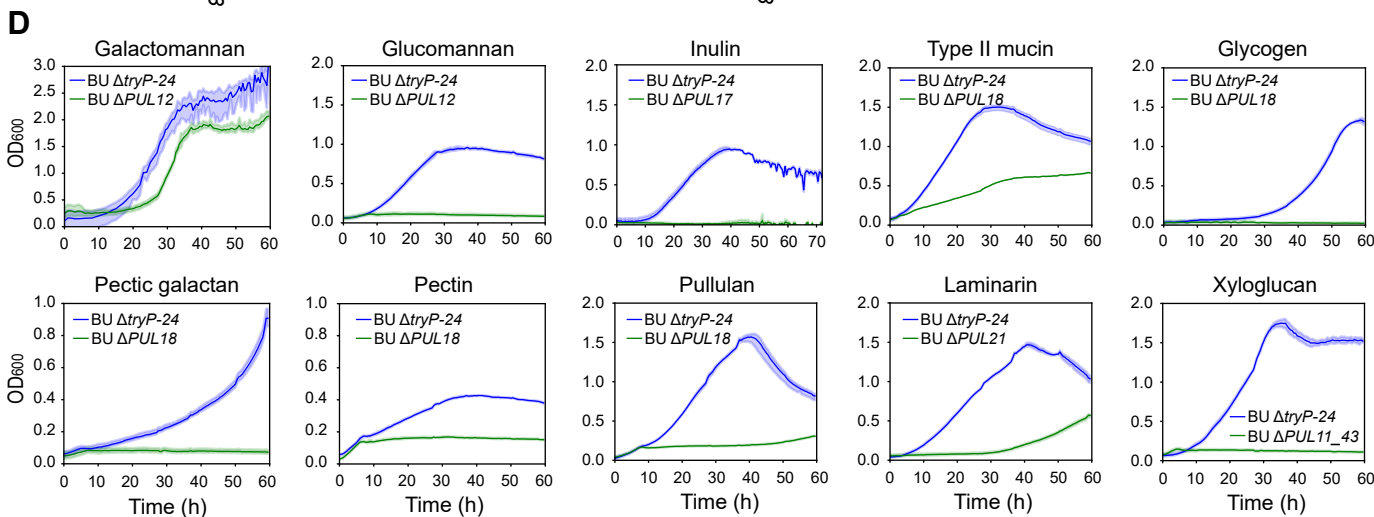 D
Galactomannan
OD600
3.0
2.5
2.0
1.5
1.0
0.5
0.0
BU ΔtryP-24
BU ΔPUL12
0 10 20 30 40 50 60
Glucomannan
2.0
1.5
1.0
0.5
0.0
BU ΔtryP-24
BU ΔPUL12
0 10 20 30 40 50 60
Inulin
2.0
1.5
1.0
0.5
0.0
BU ΔtryP-24
BU ΔPUL17
0 10 20 30 40 50 60 70
Type II mucin
2.0
1.5
1.0
0.5
0.0
BU ΔtryP-24
BU ΔPUL18
0 10 20 30 40 50 60
Glycogen
2.0
1.5
1.0
0.5
0.0
BU ΔtryP-24
BU ΔPUL18
0 10 20 30 40 50 60
Pectic galactan
OD600
1.0
0.8
0.6
0.4
0.2
0.0
BU ΔtryP-24
BU ΔPUL18
0 10 20 30 40 50 60
Time (h)
Pectin
1.0
0.8
0.6
0.4
0.2
0.0
BU ΔtryP-24
BU ΔPUL18
0 10 20 30 40 50 60
Time (h)
Pullulan
2.0
1.5
1.0
0.5
0.0
BU ΔtryP-24
BU ΔPUL18
0 10 20 30 40 50 60
Time (h)
Laminarin
2.0
1.5
1.0
0.5
0.0
BU ΔtryP-24
BU ΔPUL21
0 10 20 30 40 50 60
Time (h)
Xyloglucan
2.0
1.5
1.0
0.5
0.0
BU ΔtryP-24
BU ΔPUL11_43
0 10 20 30 40 50 60
Time (h)